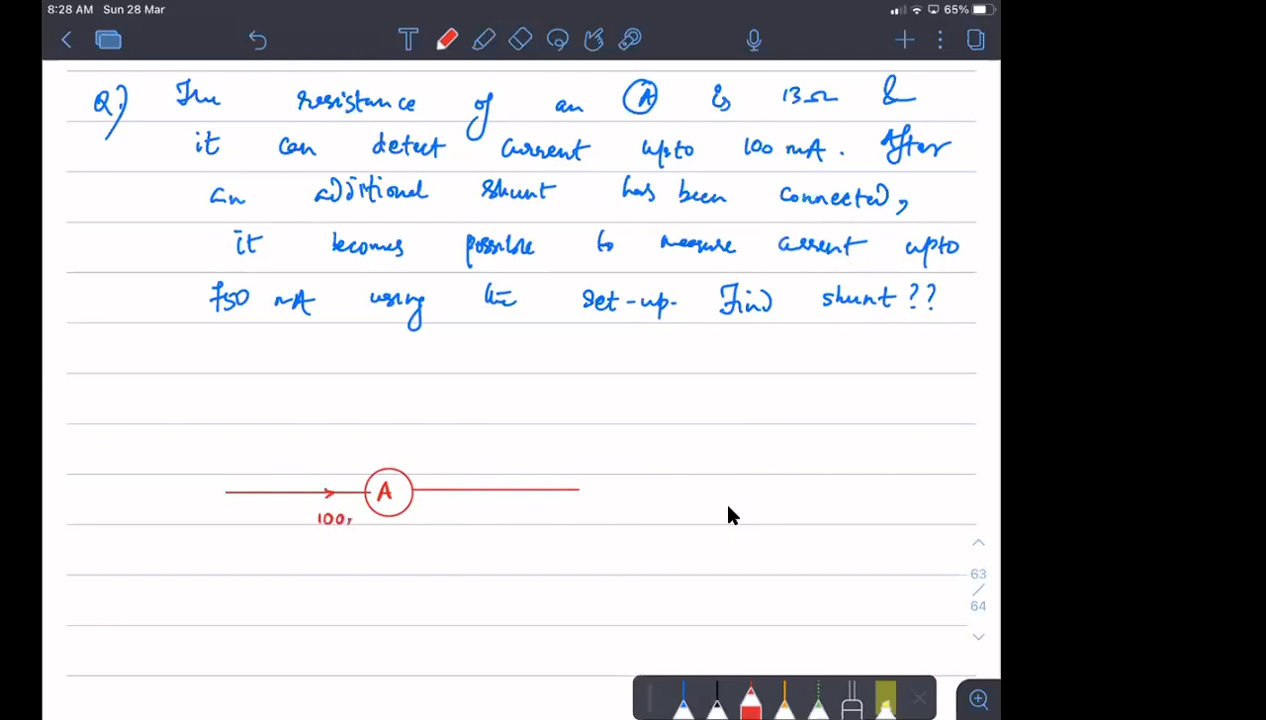 8:28 AM Sun 28 Mar
65%
T
Q.) The resistance of an A is 13Ω &
it can detect current upto 100 mA. After
an additional shunt has been connected,
it becomes possible to measure current upto
750 mA using the set-up. Find shunt??
A
100
63
/
64